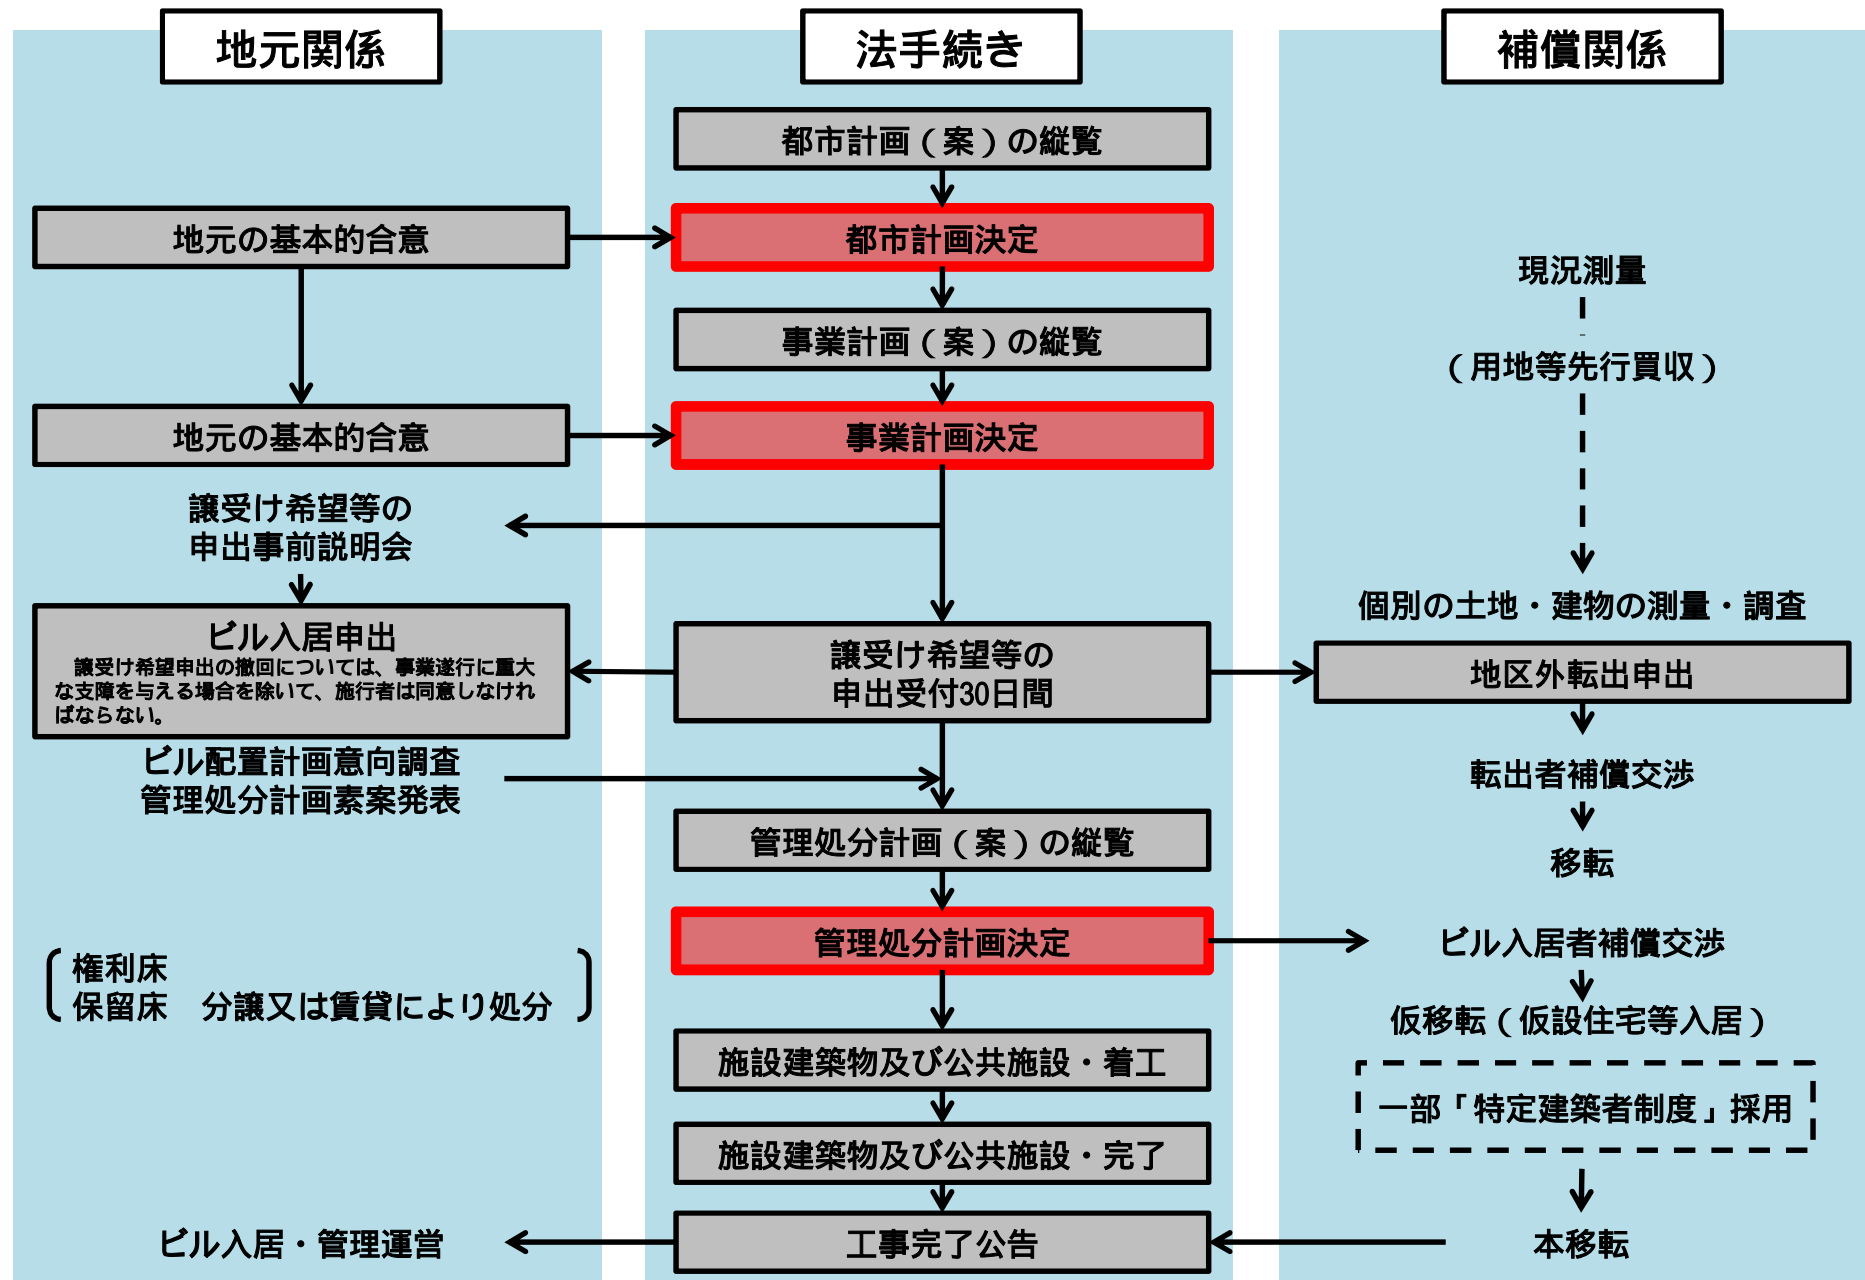 地元関係
法手続き
補償関係
都市計画（案）の縦覧
地元の基本的合意
都市計画決定
現況測量
事業計画（案）の縦覧
（用地等先行買収）
地元の基本的合意
事業計画決定
譲受け希望等の
申出事前説明会
個別の土地・建物の測量・調査
ビル入居申出
譲受け希望申出の撤回については、事業遂行に重大
な支障を与える場合を除いて、施行者は同意しなけれ
ばならない。
譲受け希望等の
申出受付30日間
地区外転出申出
ビル配置計画意向調査
管理処分計画素案発表
転出者補償交渉
管理処分計画（案）の縦覧
移転
管理処分計画決定
ビル入居者補償交渉
権利床
保留床　分譲又は賃貸により処分
仮移転（仮設住宅等入居）
施設建築物及び公共施設・着工
一部「特定建築者制度」採用
施設建築物及び公共施設・完了
ビル入居・管理運営
工事完了公告
本移転